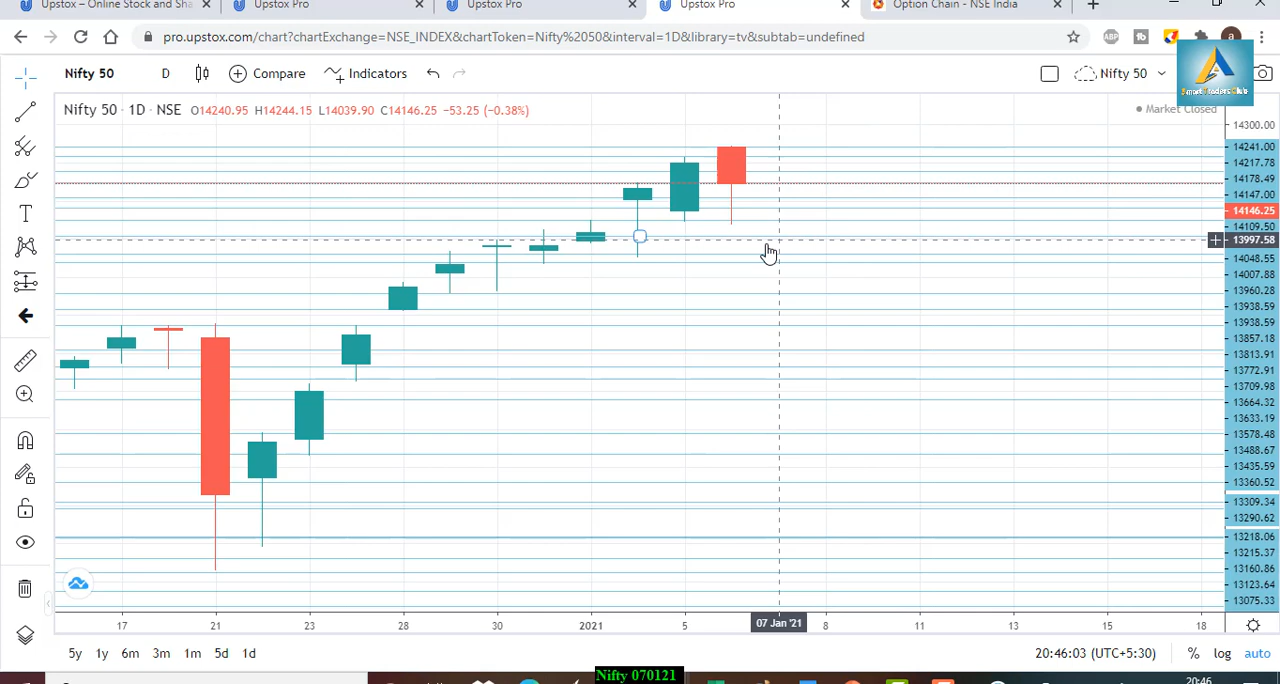 Upstox – Online Stock and Sha
Upstox Pro
Upstox Pro
Upstox Pro
Option Chain - NSE India
pro.upstox.com/chart?chartExchange=NSE_INDEX&chartToken=Nifty%2050&interval=1D&library=tv&subtab=undefined
ABP
a
Nifty 50
D
Compare
Indicators
Nifty 50
Smart Traders Club
Nifty 50 · 1D · NSE O14240.95 H14244.15 L14039.90 C14146.25 -53.25 (-0.38%)
Market Closed
14300.00
14241.00
14217.78
14178.49
14147.00
14146.25
14109.50
13997.58
14048.55
14007.88
13960.28
13938.59
13938.59
13857.18
13813.91
13772.91
13709.98
13664.32
13633.19
13578.48
13488.67
13435.59
13360.52
13309.34
13290.62
13218.06
13215.37
13160.86
13123.64
13075.33
17 21 23 28 30 2021 5 07 Jan '21 8 11 13 15 18
5y 1y 6m 3m 1m 5d 1d
20:46:03 (UTC+5:30) % log auto
Nifty 070121
20:46